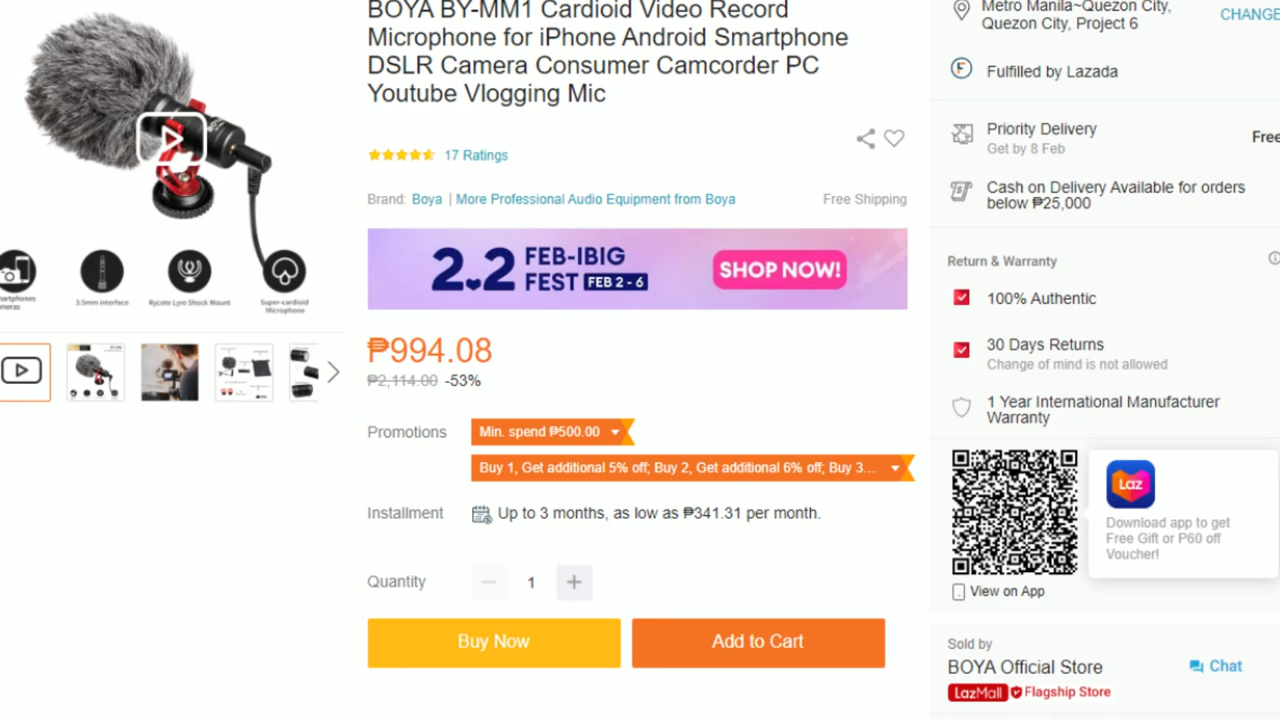 BOYA BY-MM1 Cardioid Video Record
Microphone for iPhone Android Smartphone
DSLR Camera Consumer Camcorder PC
Youtube Vlogging Mic
17 Ratings
Brand: Boya | More Professional Audio Equipment from Boya
Free Shipping
2.2 FEB-IBIG
FEST FEB 2 - 6
SHOP NOW!
₱994.08
₱2,114.00 -53%
Promotions
Min. spend ₱500.00
Buy 1, Get additional 5% off; Buy 2, Get additional 6% off; Buy 3...
Installment
Up to 3 months, as low as ₱341.31 per month.
Quantity
1
Buy Now
Add to Cart
3.5mm interface
Rycote Lyre Shock Mount
Super-cardioid
Microphone
Metro Manila~Quezon City,
Quezon City, Project 6
CHANGE
Fulfilled by Lazada
Priority Delivery
Get by 8 Feb
Free
Cash on Delivery Available for orders
below ₱25,000
Return & Warranty
100% Authentic
30 Days Returns
Change of mind is not allowed
1 Year International Manufacturer
Warranty
Laz
Download app to get
Free Gift or P60 off
Voucher!
View on App
Sold by
BOYA Official Store
Chat
LazMall Flagship Store